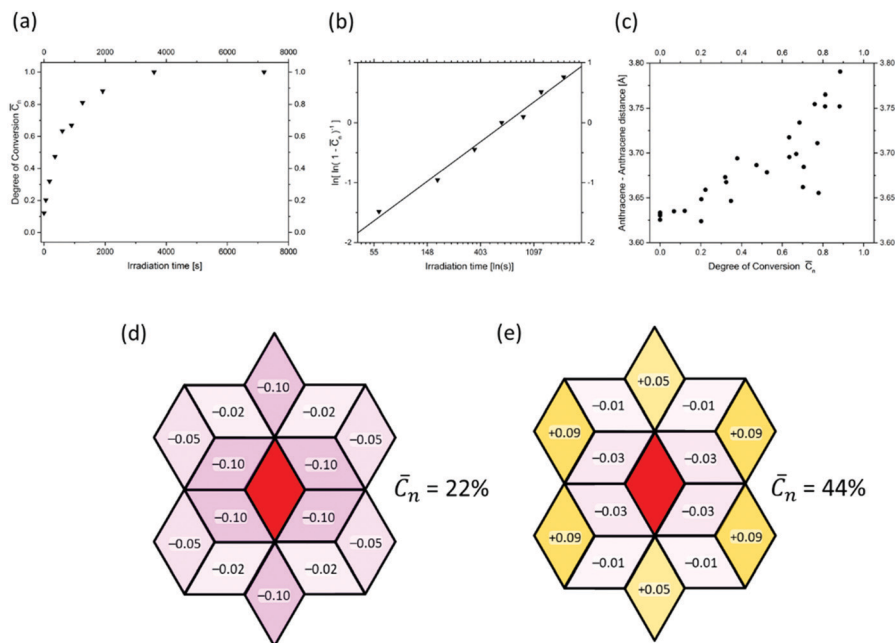 (a)
0 2000 4000 6000 8000
1.0 1.0
0.8 0.8
0.6 0.6
0.4 0.4
0.2 0.2
0.0 0.0
Degree of Conversion C̅n
0 2000 4000 6000 8000
Irradiation time [s]
(b)
1 1
0 0
-1 -1
-2 -2
ln[ ln( 1 - C̅n )⁻¹ ]
55 148 403 1097
Irradiation time [ln(s)]
(c)
0.0 0.2 0.4 0.6 0.8 1.0
3.80 3.80
3.75 3.75
3.70 3.70
3.65 3.65
3.60 3.60
Anthracene - Anthracene distance [Å]
0.0 0.2 0.4 0.6 0.8 1.0
Degree of Conversion C̅n
(d)
−0.10
−0.02 −0.02
−0.05 −0.05
−0.10 −0.10
−0.10 −0.10
−0.05 −0.05
−0.02 −0.02
−0.10
C̅n = 22%
(e)
+0.05
−0.01 −0.01
+0.09 +0.09
−0.03 −0.03
−0.03 −0.03
+0.09 +0.09
−0.01 −0.01
+0.05
C̅n = 44%